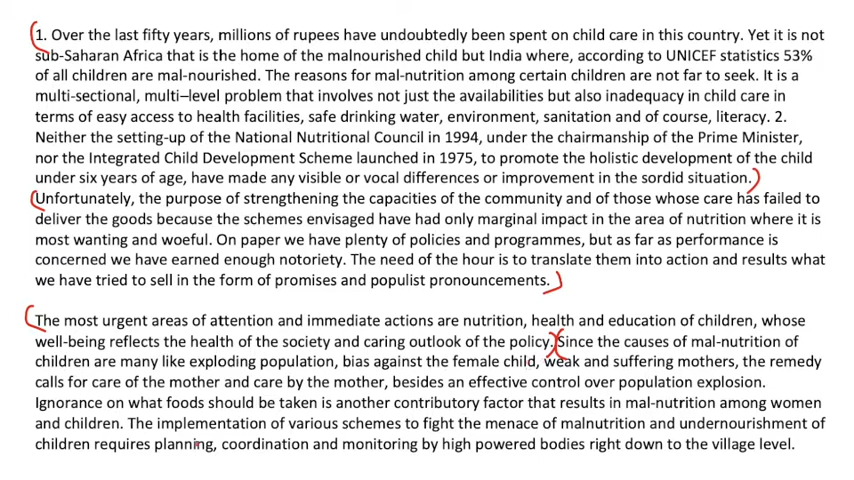 1. Over the last fifty years, millions of rupees have undoubtedly been spent on child care in this country. Yet it is not
sub-Saharan Africa that is the home of the malnourished child but India where, according to UNICEF statistics 53%
of all children are mal-nourished. The reasons for mal-nutrition among certain children are not far to seek. It is a
multi-sectional, multi–level problem that involves not just the availabilities but also inadequacy in child care in
terms of easy access to health facilities, safe drinking water, environment, sanitation and of course, literacy. 2.
Neither the setting-up of the National Nutritional Council in 1994, under the chairmanship of the Prime Minister,
nor the Integrated Child Development Scheme launched in 1975, to promote the holistic development of the child
under six years of age, have made any visible or vocal differences or improvement in the sordid situation.
Unfortunately, the purpose of strengthening the capacities of the community and of those whose care has failed to
deliver the goods because the schemes envisaged have had only marginal impact in the area of nutrition where it is
most wanting and woeful. On paper we have plenty of policies and programmes, but as far as performance is
concerned we have earned enough notoriety. The need of the hour is to translate them into action and results what
we have tried to sell in the form of promises and populist pronouncements.
The most urgent areas of attention and immediate actions are nutrition, health and education of children, whose
well-being reflects the health of the society and caring outlook of the policy. Since the causes of mal-nutrition of
children are many like exploding population, bias against the female child, weak and suffering mothers, the remedy
calls for care of the mother and care by the mother, besides an effective control over population explosion.
Ignorance on what foods should be taken is another contributory factor that results in mal-nutrition among women
and children. The implementation of various schemes to fight the menace of malnutrition and undernourishment of
children requires planning, coordination and monitoring by high powered bodies right down to the village level.